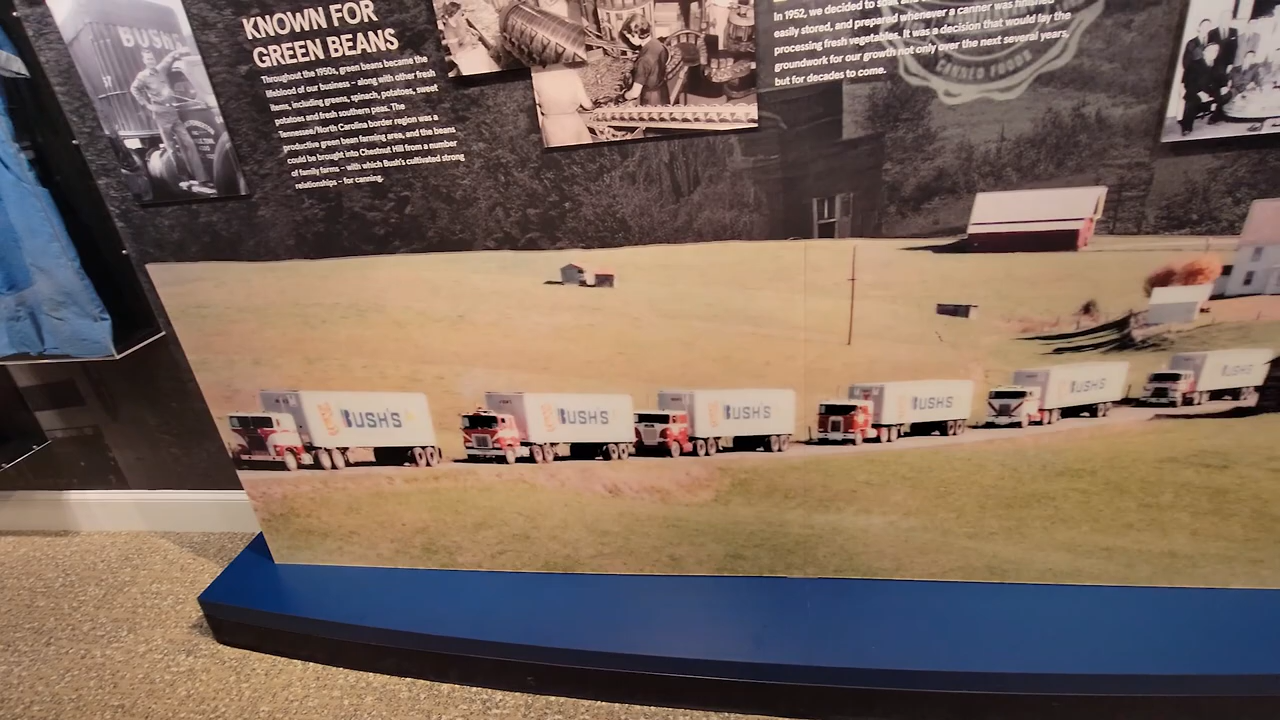 BUSH
KNOWN FOR
GREEN BEANS
Throughout the 1950s, green beans became the
lifeblood of our business – along with other fresh
items, including greens, spinach, potatoes, sweet
potatoes and fresh southern peas. The
Tennessee/North Carolina border region was a
productive green bean farming area, and the beans
could be brought into Chestnut Hill from a number
of family farms – with which Bush's cultivated strong
relationships – for canning.
In 1952, we decided to soak and
easily stored, and prepared whenever a canner was finished
processing fresh vegetables. It was a decision that would lay the
groundwork for our growth not only over the next several years,
but for decades to come.
CANNED FOODS
BUSH'S
BUSH'S
BUSH'S
BUSH'S
BUSH'S
BUSH'S